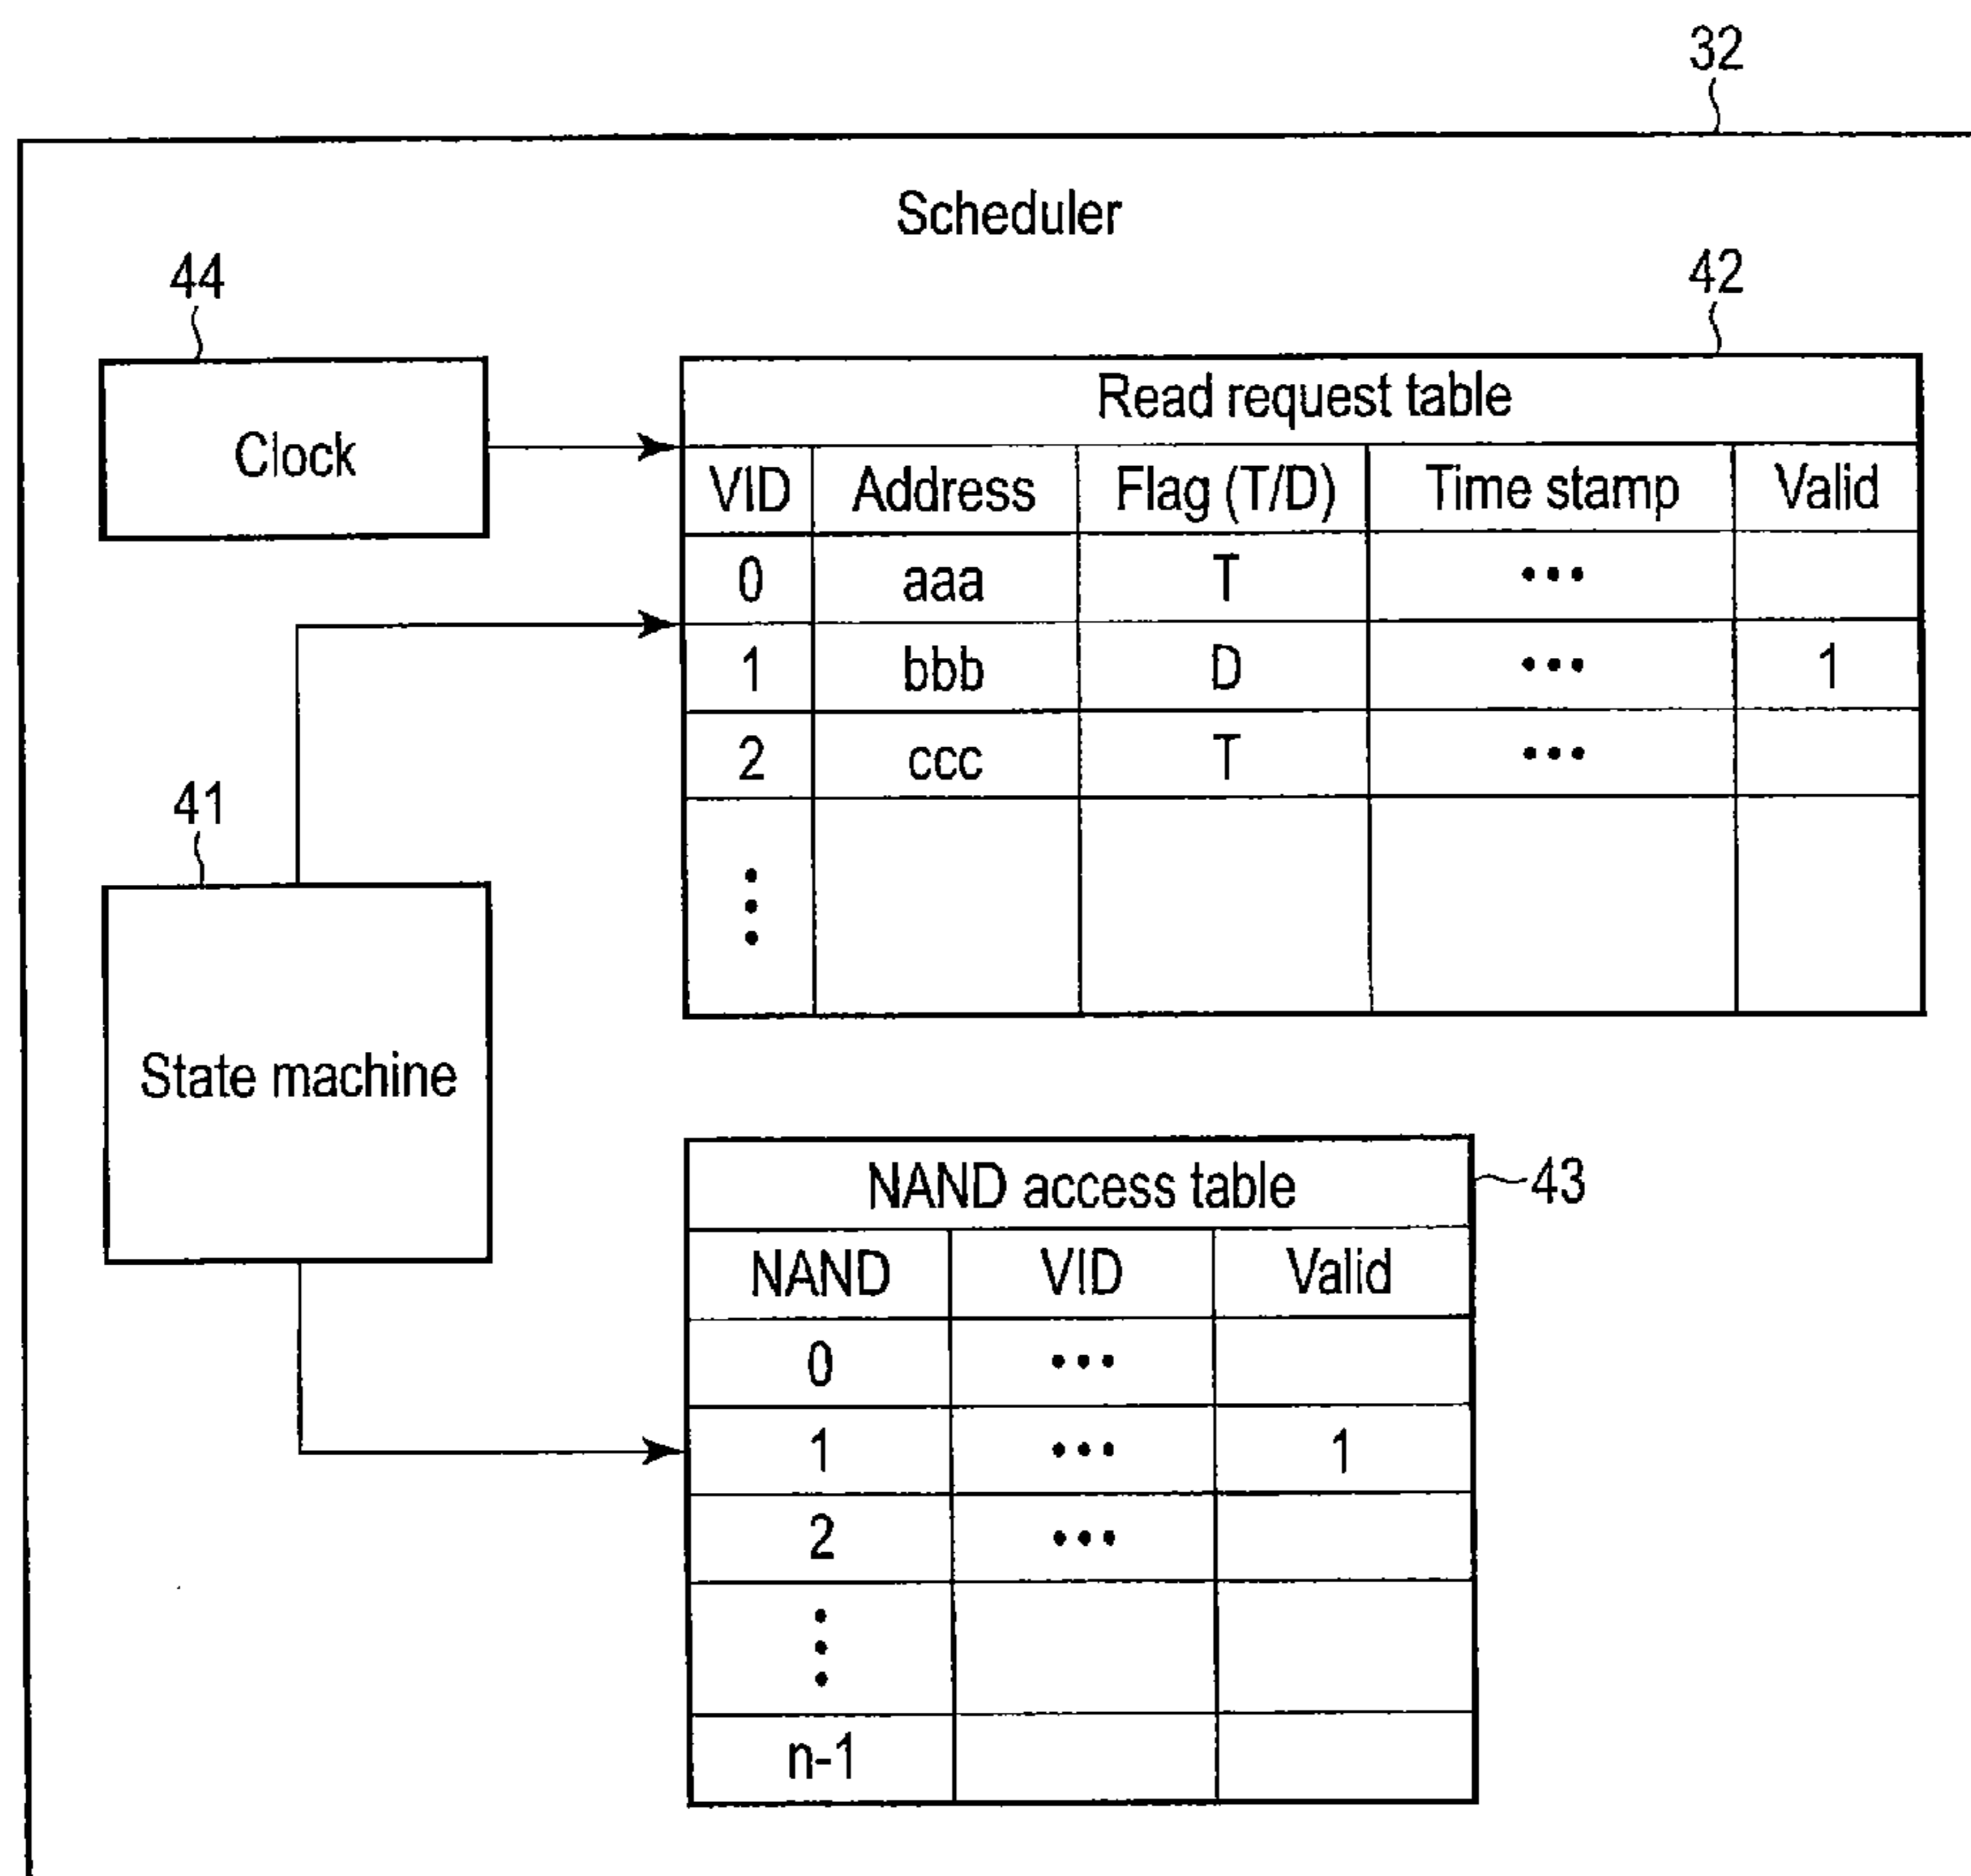 32
Scheduler
44
42
Clock
Read request table
VID Address Flag (T/D) Time stamp Valid
0 aaa T •••
1 bbb D ••• 1
2 ccc T •••
41
State machine
NAND access table
43
NAND VID Valid
0 •••
1 ••• 1
2 •••
n-1